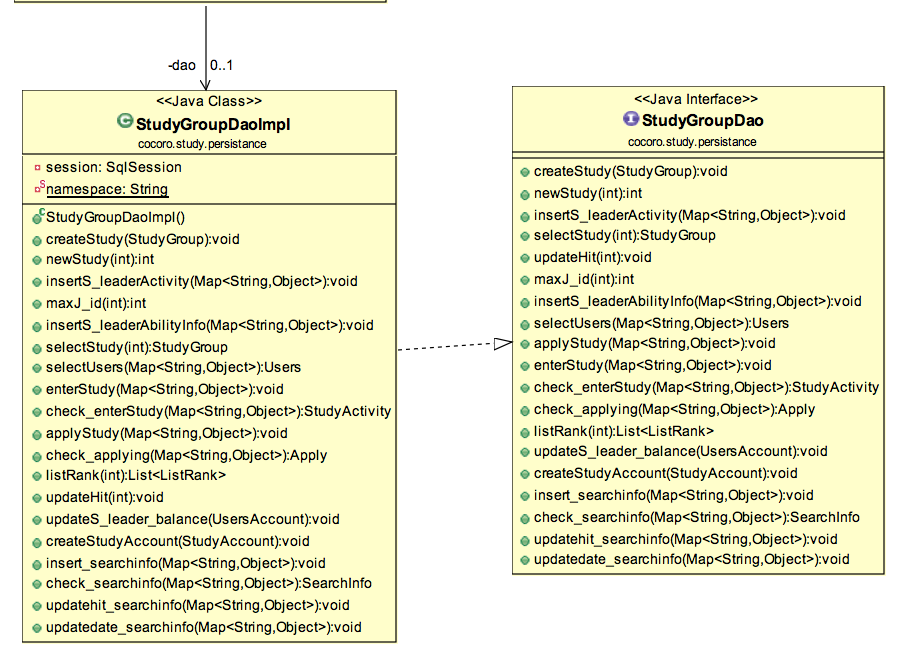 -dao 0..1
<<Java Class>>
StudyGroupDaoImpl
cocoro.study.persistance
session: SqlSession
namespace: String
StudyGroupDaoImpl()
createStudy(StudyGroup):void
newStudy(int):int
insertS_leaderActivity(Map<String,Object>):void
maxJ_id(int):int
insertS_leaderAbilityInfo(Map<String,Object>):void
selectStudy(int):StudyGroup
selectUsers(Map<String,Object>):Users
enterStudy(Map<String,Object>):void
check_enterStudy(Map<String,Object>):StudyActivity
applyStudy(Map<String,Object>):void
check_applying(Map<String,Object>):Apply
listRank(int):List<ListRank>
updateHit(int):void
updateS_leader_balance(UsersAccount):void
createStudyAccount(StudyAccount):void
insert_searchinfo(Map<String,Object>):void
check_searchinfo(Map<String,Object>):SearchInfo
updatehit_searchinfo(Map<String,Object>):void
updatedate_searchinfo(Map<String,Object>):void
<<Java Interface>>
StudyGroupDao
cocoro.study.persistance
createStudy(StudyGroup):void
newStudy(int):int
insertS_leaderActivity(Map<String,Object>):void
selectStudy(int):StudyGroup
updateHit(int):void
maxJ_id(int):int
insertS_leaderAbilityInfo(Map<String,Object>):void
selectUsers(Map<String,Object>):Users
applyStudy(Map<String,Object>):void
enterStudy(Map<String,Object>):void
check_enterStudy(Map<String,Object>):StudyActivity
check_applying(Map<String,Object>):Apply
listRank(int):List<ListRank>
updateS_leader_balance(UsersAccount):void
createStudyAccount(StudyAccount):void
insert_searchinfo(Map<String,Object>):void
check_searchinfo(Map<String,Object>):SearchInfo
updatehit_searchinfo(Map<String,Object>):void
updatedate_searchinfo(Map<String,Object>):void